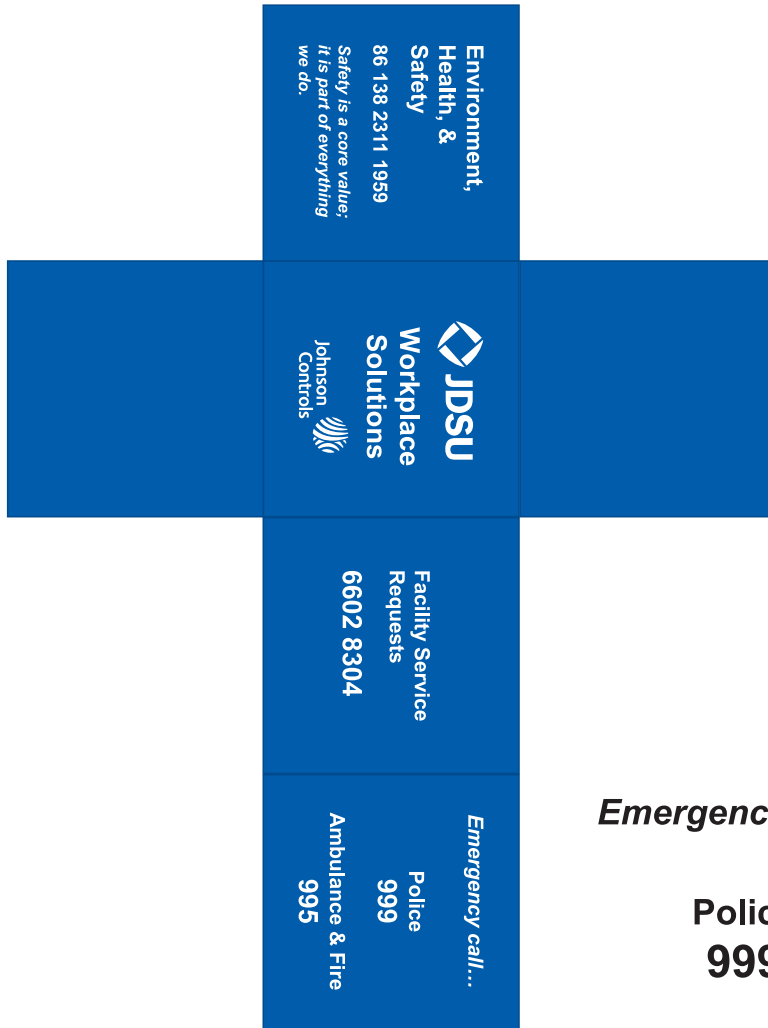 Environment,
Health, &
Safety
86 138 2311 1959
Safety is a core value;
it is part of everything
we do.
JDSU
Workplace
Solutions
Johnson
Controls
Facility Service
Requests
6602 8304
Emergency call...
Police
999
Ambulance & Fire
995
Emergenc
Polic
999